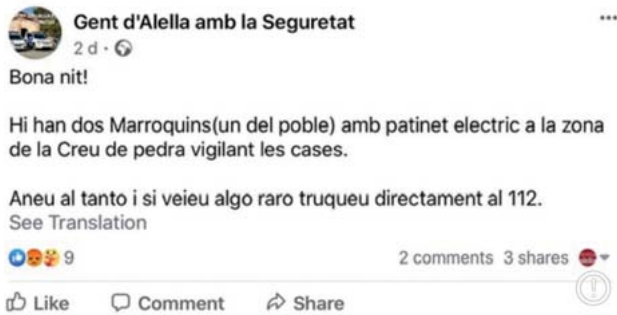 Gent d'Alella amb la Seguretat
2 d ·
Bona nit!
Hi han dos Marroquins(un del poble) amb patinet electric a la zona
de la Creu de pedra vigilant les cases.
Aneu al tanto i si veieu algo raro truqueu directament al 112.
See Translation
9
2 comments 3 shares
Like Comment Share